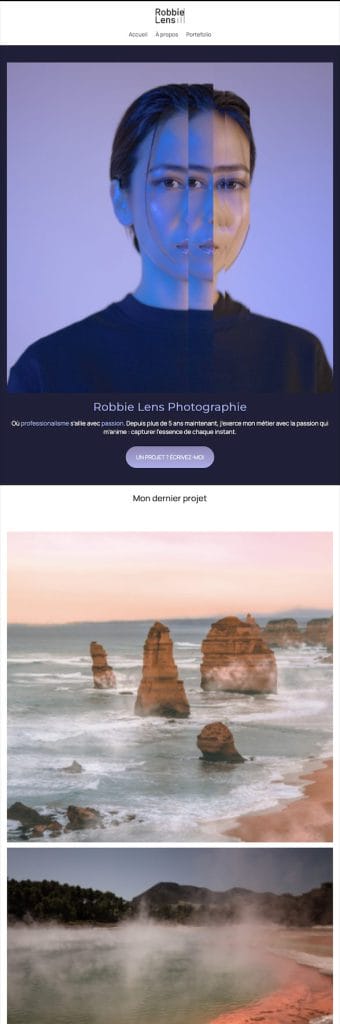 Robbie
Lens
Accueil À propos Portefolio
Robbie Lens Photographie
Où professionalisme s'allie avec passion. Depuis plus de 5 ans maintenant, j'exerce mon métier avec la passion qui
m'anime : capturer l'essence de chaque instant.
UN PROJET ? ÉCRIVEZ-MOI
Mon dernier projet